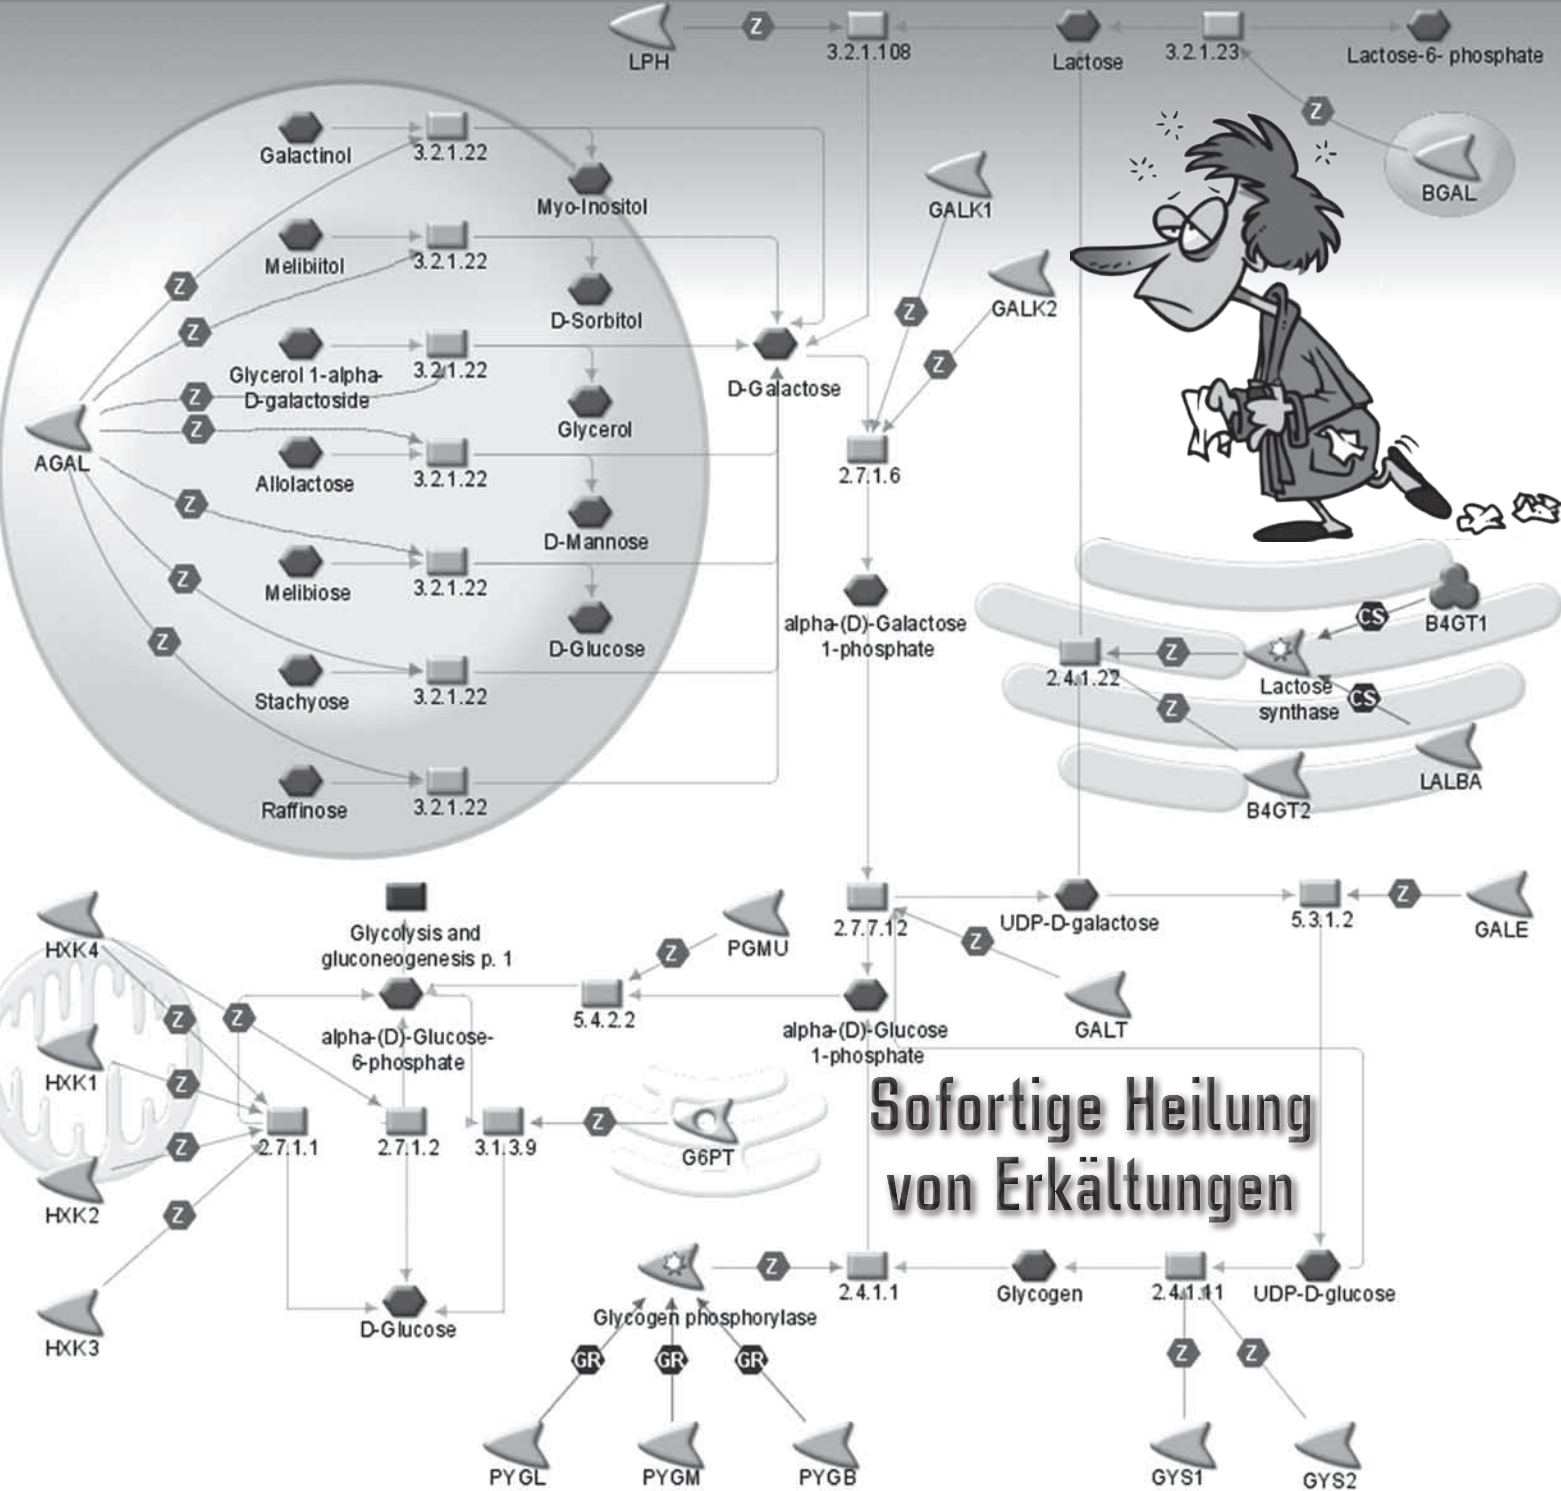 LPH
Z
3.2.1.108
Lactose
3.2.1.23
Lactose-6- phosphate
Z
BGAL
Galactinol
3.2.1.22
Myo-Inositol
GALK1
Melibiitol
3.2.1.22
Z
D-Sorbitol
GALK2
Z
Z
Glycerol 1-alpha-
D-galactoside
3.2.1.22
D-Galactose
Z
Z
Glycerol
AGAL
Z
Allolactose
3.2.1.22
2.7.1.6
Z
D-Mannose
Melibiose
3.2.1.22
Z
D-Glucose
alpha-(D)-Galactose
1-phosphate
CS
B4GT1
Z
2.4.1.22
Lactose
synthase
Z
CS
Z
Stachyose
3.2.1.22
LALBA
B4GT2
Raffinose
3.2.1.22
HXK4
Glycolysis and
gluconeogenesis p. 1
PGMU
Z
2.7.7.12
UDP-D-galactose
5.3.1.2
Z
GALE
Z
Z
Z
alpha-(D)-Glucose-
6-phosphate
5.4.2.2
alpha-(D)-Glucose
1-phosphate
GALT
HXK1
Z
2.7.1.1
2.7.1.2
3.1.3.9
Z
G6PT
Sofortige Heilung
von Erkältungen
Z
HXK2
Z
HXK3
D-Glucose
Glycogen phosphorylase
Z
2.4.1.1
Glycogen
2.4.1.11
UDP-D-glucose
GR
GR
GR
Z
Z
PYGL
PYGM
PYGB
GYS1
GYS2